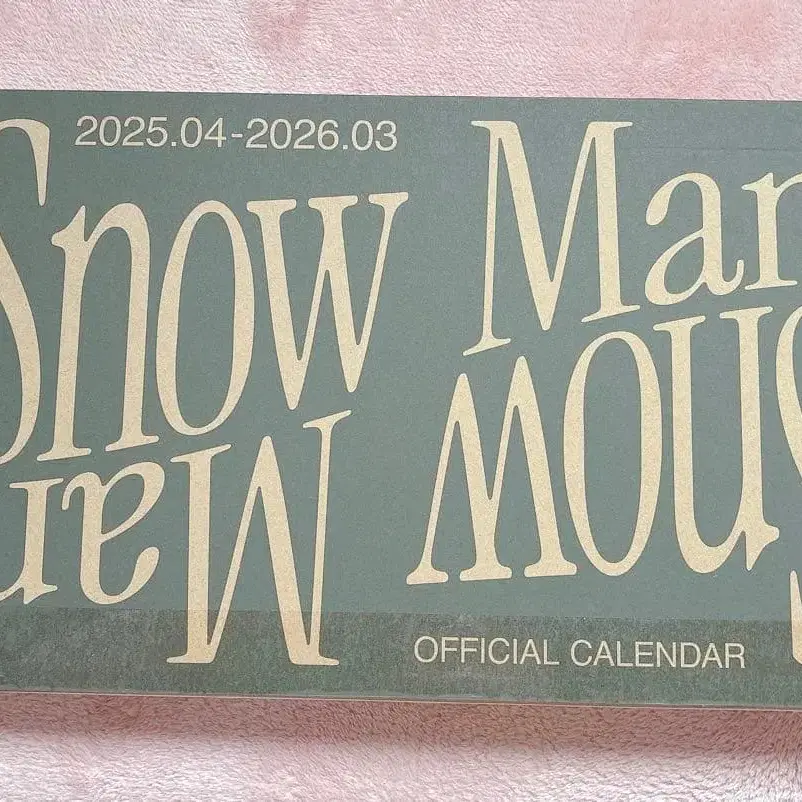 2025.04-2026.03
Snow Man
Snow Man
OFFICIAL CALENDAR